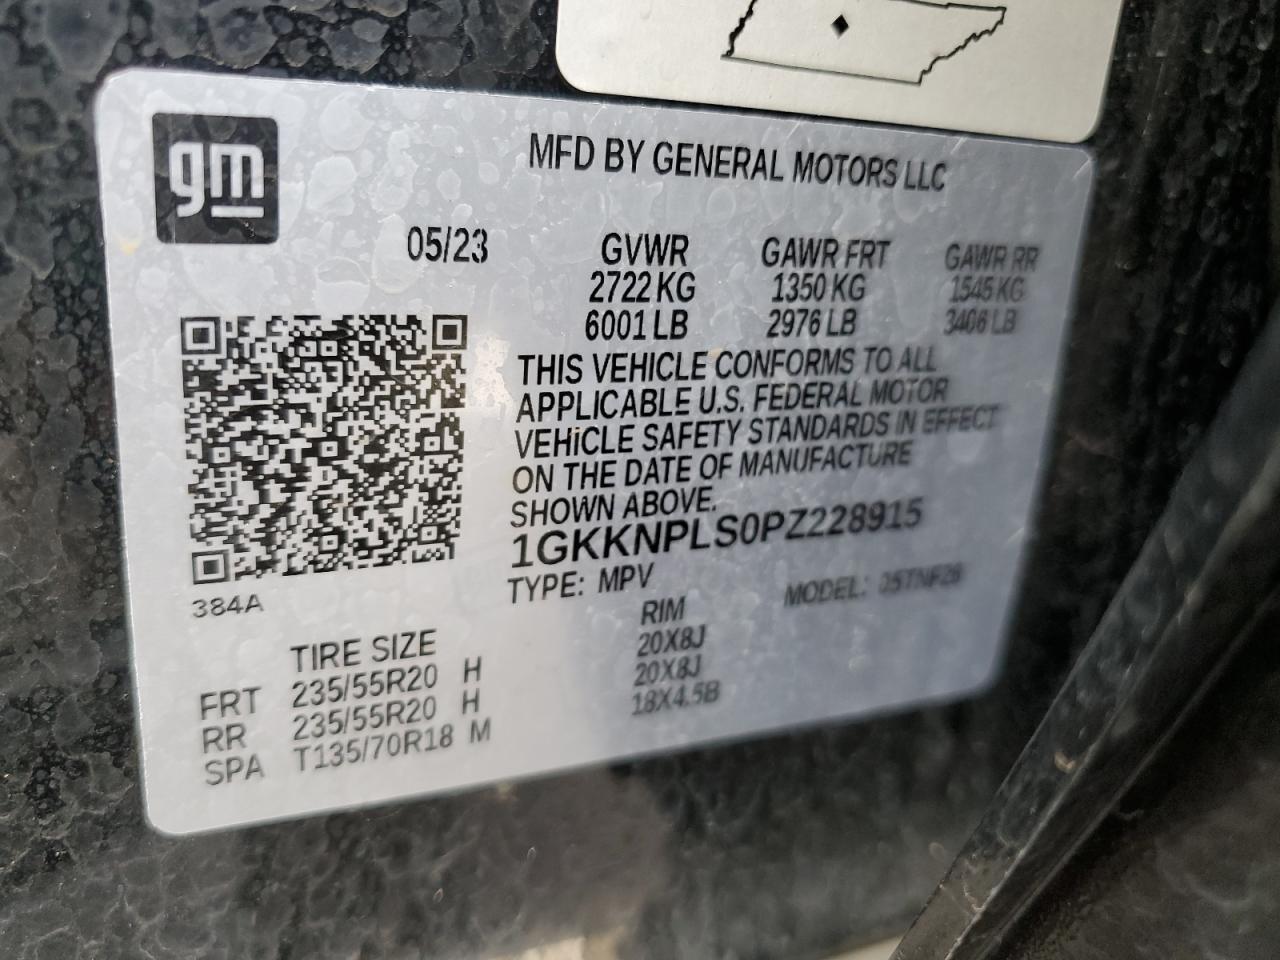 gm
MFD BY GENERAL MOTORS LLC
05/23 GVWR GAWR FRT GAWR RR
2722 KG 1350 KG 1545 KG
6001 LB 2976 LB 3406 LB
THIS VEHICLE CONFORMS TO ALL
APPLICABLE U.S. FEDERAL MOTOR
VEHICLE SAFETY STANDARDS IN EFFECT
ON THE DATE OF MANUFACTURE
SHOWN ABOVE.
1GKKNPLS0PZ228915
TYPE: MPV MODEL:
384A
TIRE SIZE RIM
FRT 235/55R20 H 20X8J
RR 235/55R20 H 20X8J
SPA T135/70R18 M 18X4.5B